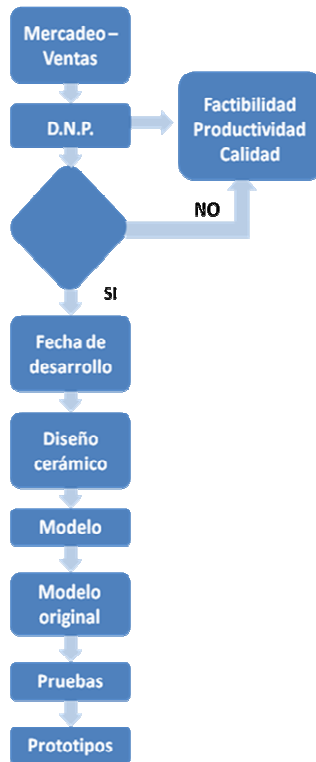 Mercadeo –
Ventas
D.N.P.
Factibilidad
Productividad
Calidad
NO
SI
Fecha de
desarrollo
Diseño
cerámico
Modelo
Modelo
original
Pruebas
Prototipos